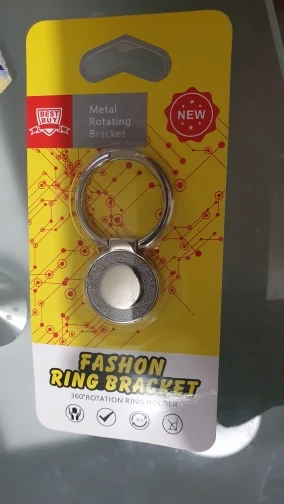 BEST
BUY
Metal
Rotating
Bracket
NEW
FASHON
RING BRACKET
360°ROTATION RING HOLDER